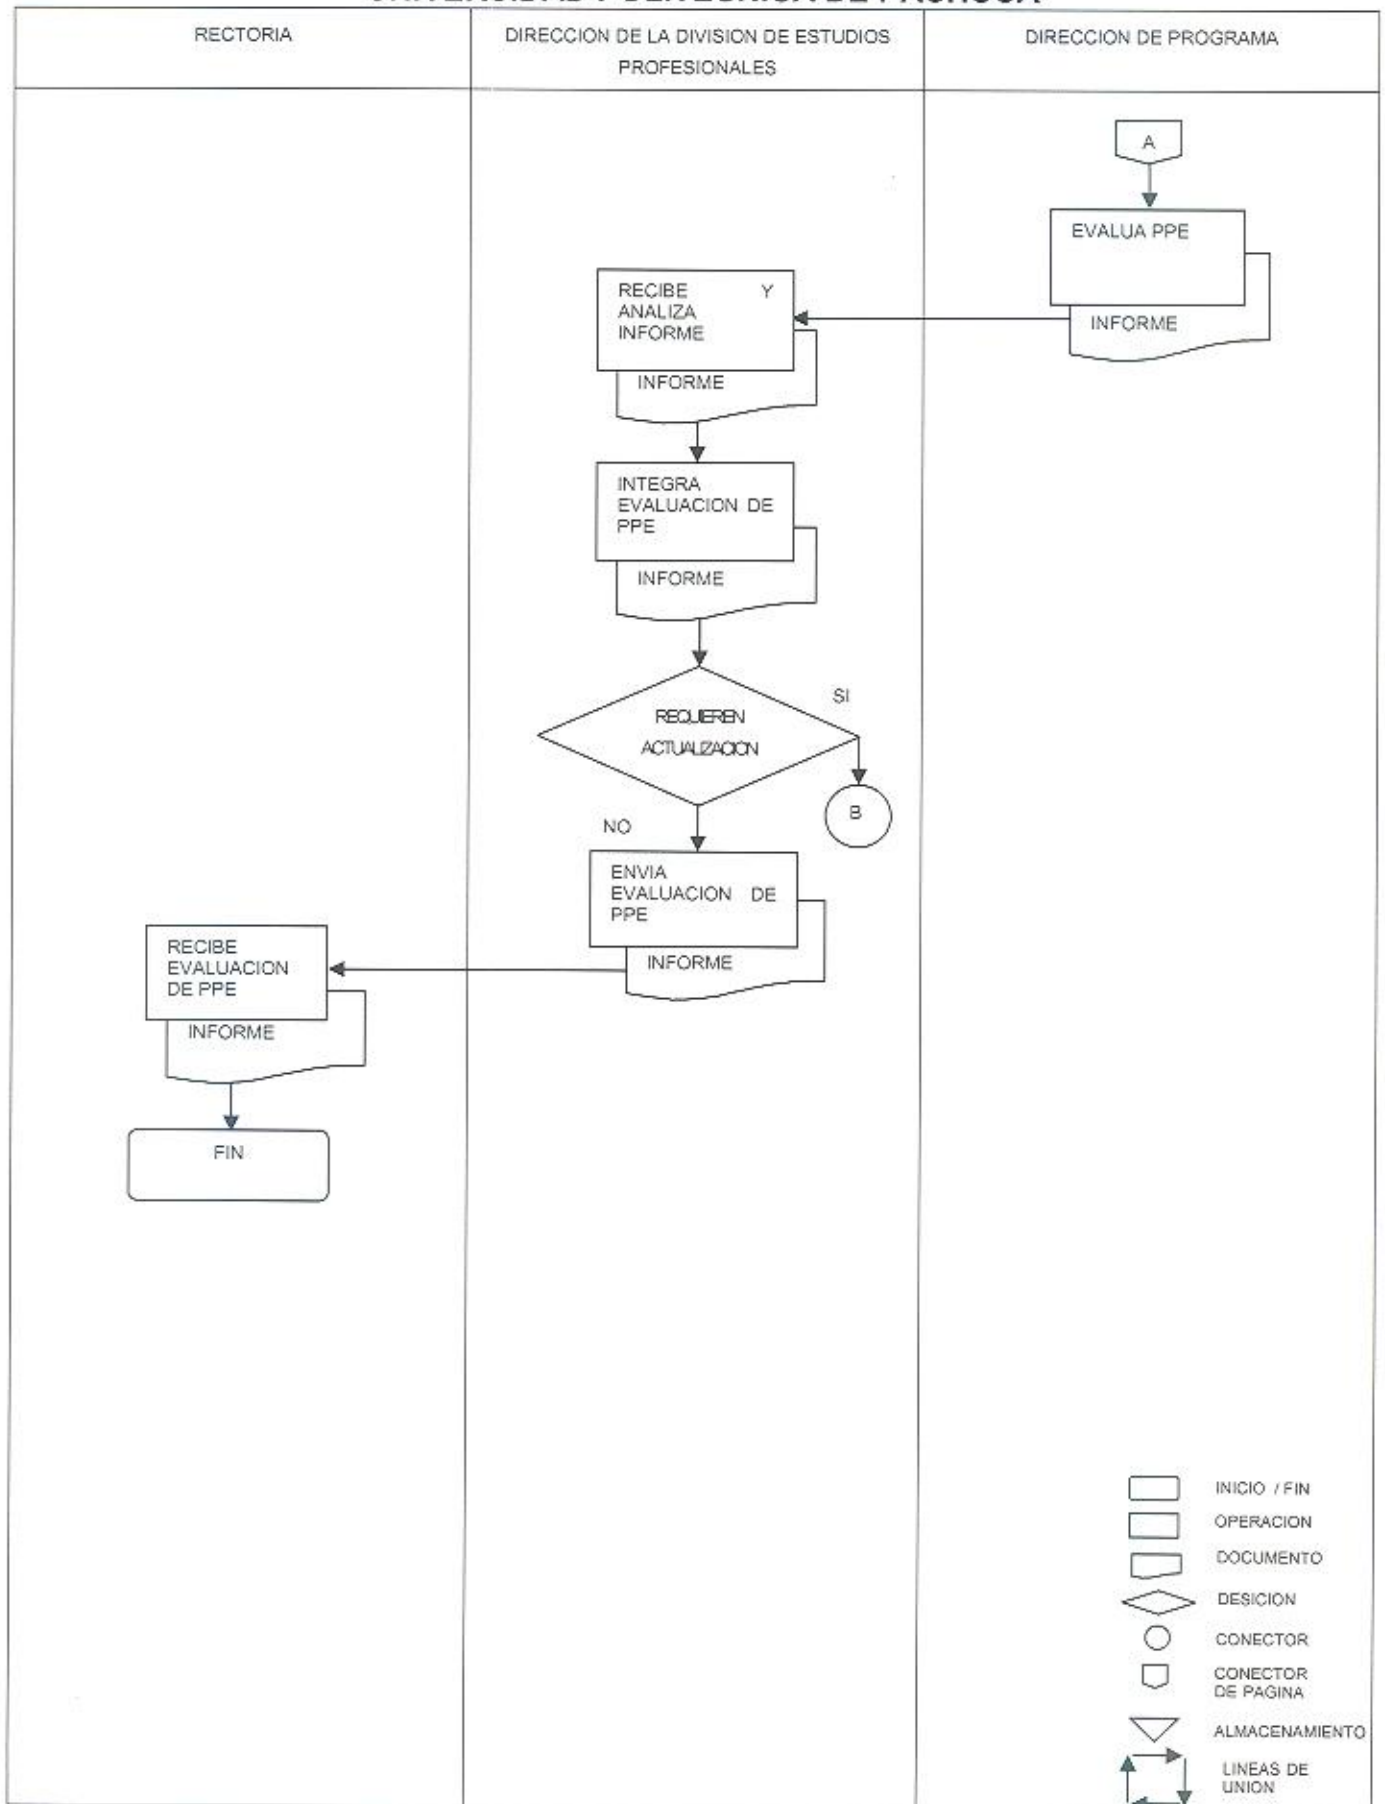 RECTORIA
DIRECCION DE LA DIVISION DE ESTUDIOS
PROFESIONALES
DIRECCION DE PROGRAMA
A
EVALUA PPE
INFORME
RECIBE Y
ANALIZA
INFORME
INFORME
INTEGRA
EVALUACION DE
PPE
INFORME
REQUIEREN
ACTUALIZACION
SI
B
NO
ENVIA
EVALUACION DE
PPE
INFORME
RECIBE
EVALUACION
DE PPE
INFORME
FIN
INICIO / FIN
OPERACION
DOCUMENTO
DESICION
CONECTOR
CONECTOR
DE PAGINA
ALMACENAMIENTO
LINEAS DE
UNION